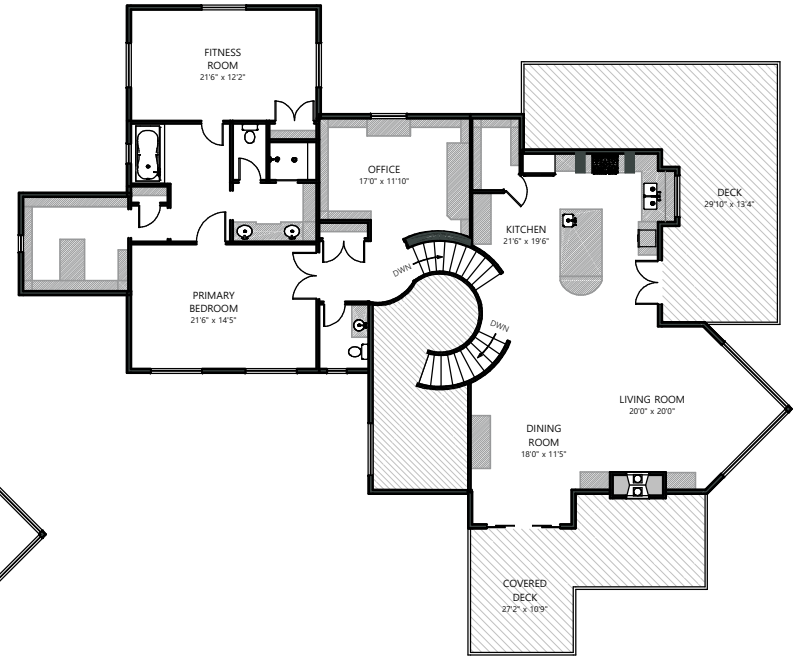 FITNESS
ROOM
21'6" x 12'2"
OFFICE
17'0" x 11'10"
DECK
29'10" x 13'4"
KITCHEN
21'6" x 19'6"
DWN
PRIMARY
BEDROOM
21'6" x 14'5"
DWN
LIVING ROOM
20'0" x 20'0"
DINING
ROOM
18'0" x 11'5"
COVERED
DECK
27'2" x 10'9"